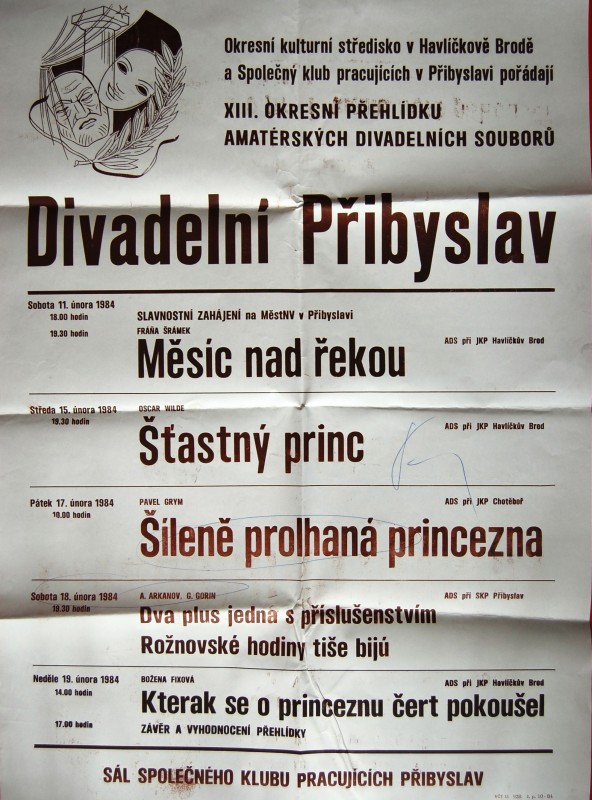 Okresní kulturní středisko v Havlíčkově Brodě
a Společný klub pracujících v Přibyslavi pořádají
XIII. OKRESNÍ PŘEHLÍDKU
AMATÉRSKÝCH DIVADELNÍCH SOUBORŮ
Divadelní Přibyslav
Sobota 11. února 1984
18.00 hodin SLAVNOSTNÍ ZAHÁJENÍ na MěstNV v Přibyslavi
19.30 hodin FRÁŇA ŠRÁMEK
Měsíc nad řekou
ADS při JKP Havlíčkův Brod
Středa 15. února 1984
19.30 hodin
OSCAR WILDE
Šťastný princ
ADS při JKP Havlíčkův Brod
Pátek 17. února 1984
10.00 hodin
PAVEL GRYM
Šíleně prolhaná princezna
ADS při JKP Chotěboř
Sobota 18. února 1984
19.30 hodin
A. ARKANOV, G. GORIN
Dva plus jedna s příslušenstvím
Rožnovské hodiny tiše bijú
ADS při SKP Přibyslav
Neděle 19. února 1984
14.00 hodin
BOŽENA FIXOVÁ
Kterak se o princeznu čert pokoušel
ADS při JKP Havlíčkův Brod
17.00 hodin ZÁVĚR A VYHODNOCENÍ PŘEHLÍDKY
SÁL SPOLEČNÉHO KLUBU PRACUJÍCÍCH PŘIBYSLAV